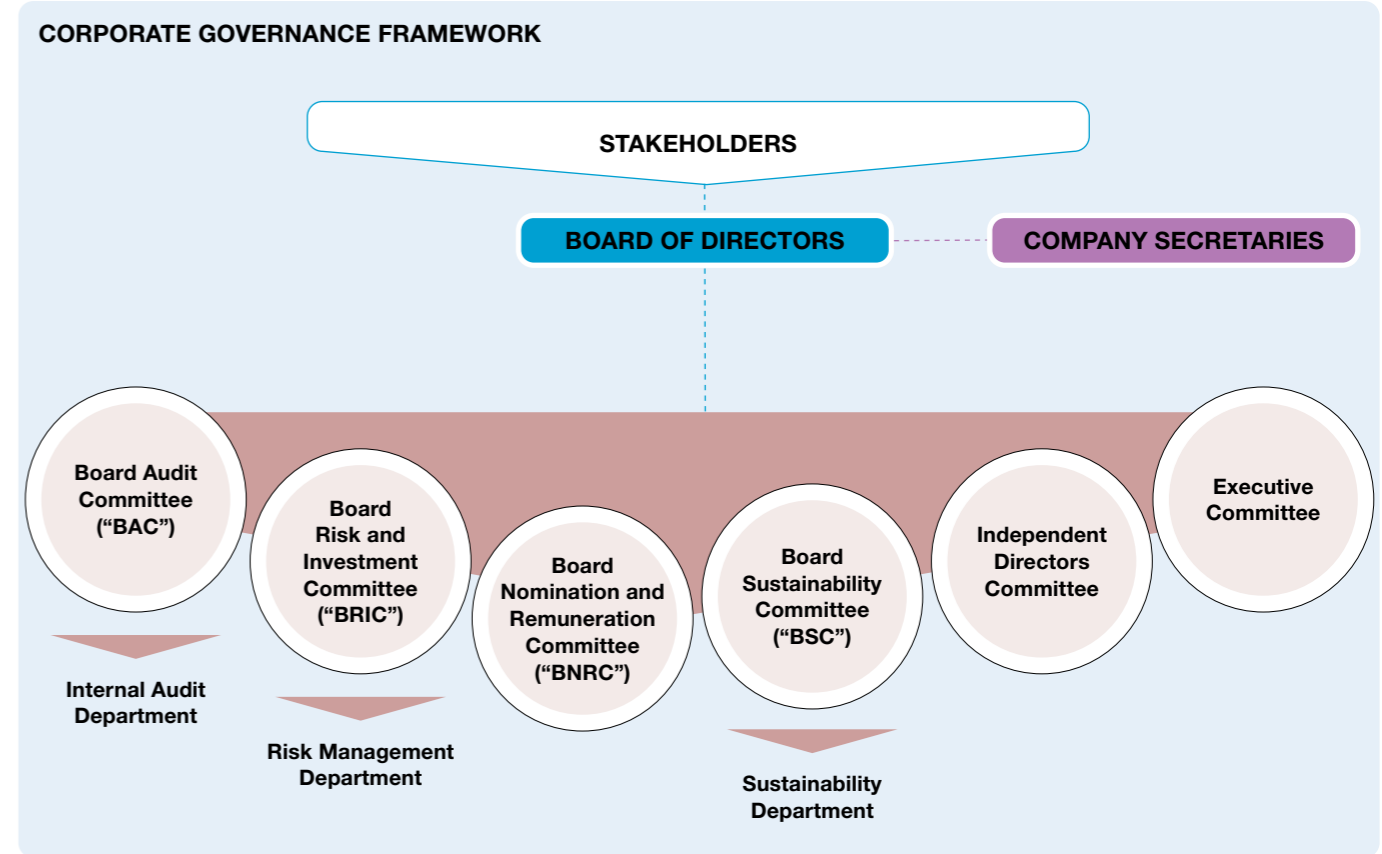 CORPORATE GOVERNANCE FRAMEWORK
STAKEHOLDERS
BOARD OF DIRECTORS
COMPANY SECRETARIES
Board Audit
Committee
(“BAC”)
Internal Audit
Department
Board
Risk and
Investment
Committee
(“BRIC”)
Risk Management
Department
Board
Nomination and
Remuneration
Committee
(“BNRC”)
Board
Sustainability
Committee
(“BSC”)
Sustainability
Department
Independent
Directors
Committee
Executive
Committee